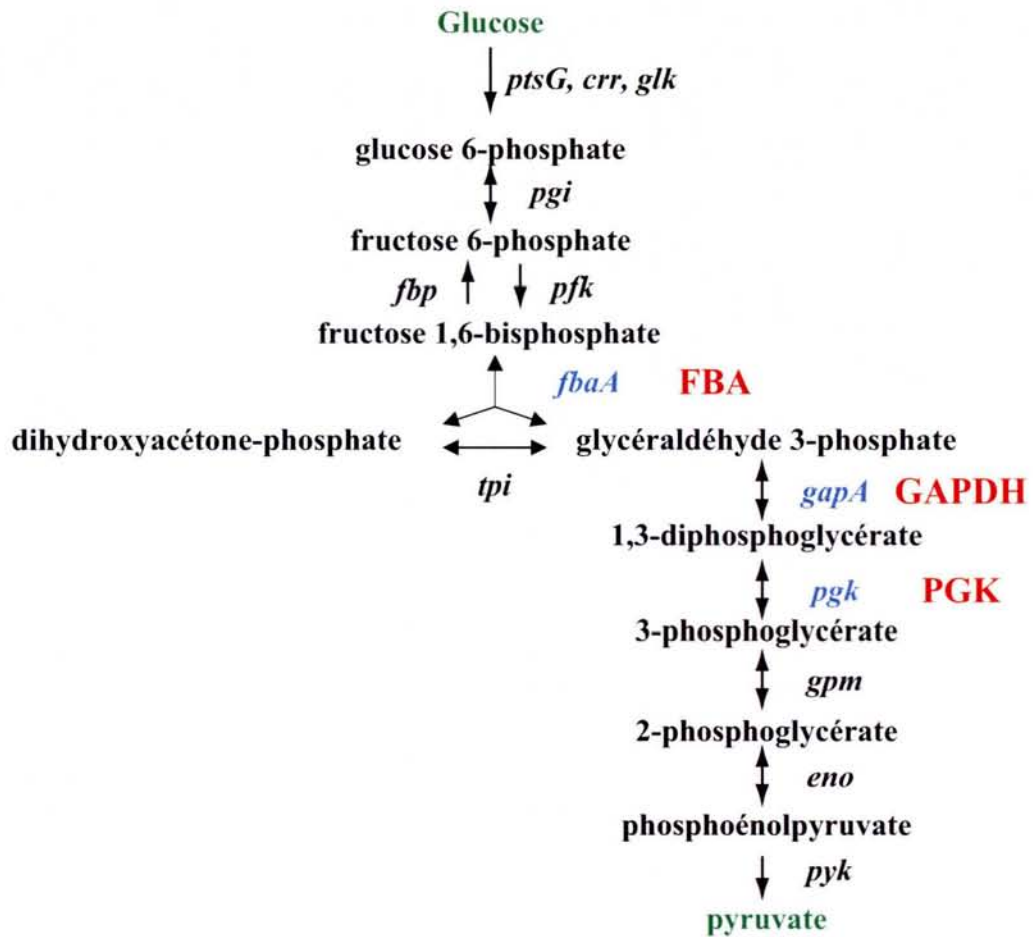 Glucose
ptsG, crr, glk
glucose 6-phosphate
pgi
fructose 6-phosphate
fbp pfk
fructose 1,6-bisphosphate
fbaA FBA
dihydroxyacétone-phosphate glycéraldéhyde 3-phosphate
tpi gapA GAPDH
1,3-diphosphoglycérate
pgk PGK
3-phosphoglycérate
gpm
2-phosphoglycérate
eno
phosphoénolpyruvate
pyk
pyruvate